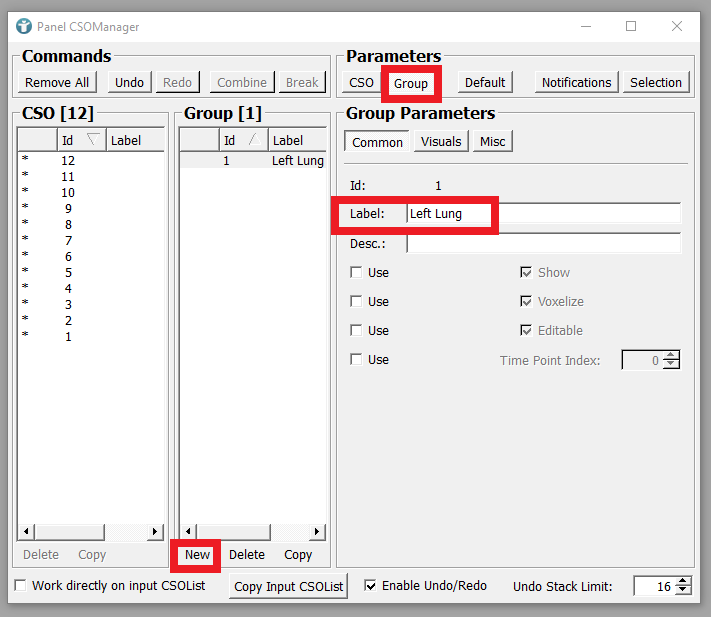 Panel CSOManager
Commands
Remove All Undo Redo Combine Break
Parameters
CSO Group Default Notifications Selection
CSO [12]
Id Label
* 12
* 11
* 10
* 9
* 8
* 7
* 6
* 5
* 4
* 3
* 2
* 1
Delete Copy
Group [1]
Id Label
1 Left Lung
New Delete Copy
Group Parameters
Common Visuals Misc
Id: 1
Label: Left Lung
Desc.:
Use Show
Use Voxelize
Use Editable
Use Time Point Index: 0
Work directly on input CSOList Copy Input CSOList Enable Undo/Redo Undo Stack Limit: 16